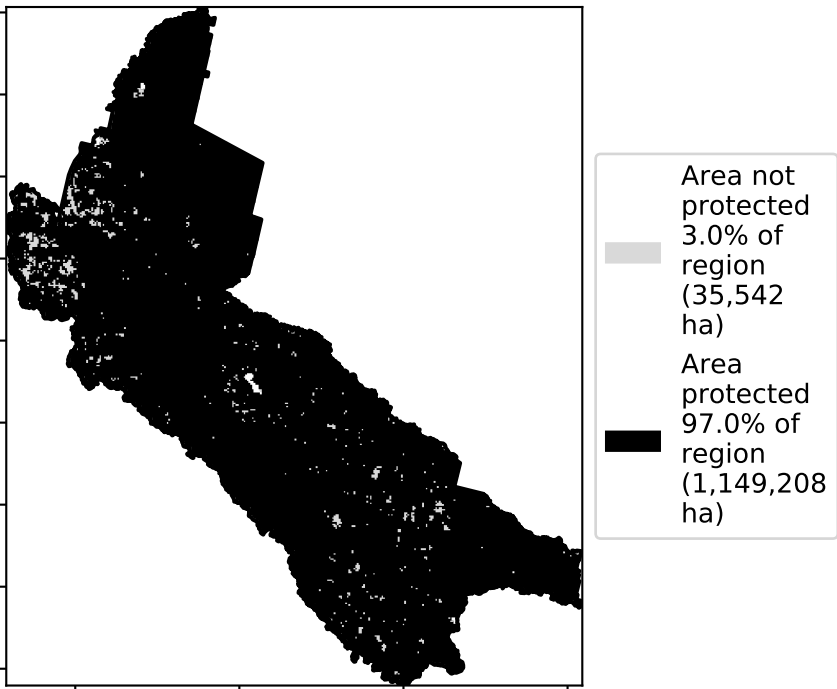 Area not
protected
3.0% of
region
(35,542
ha)
Area
protected
97.0% of
region
(1,149,208
ha)